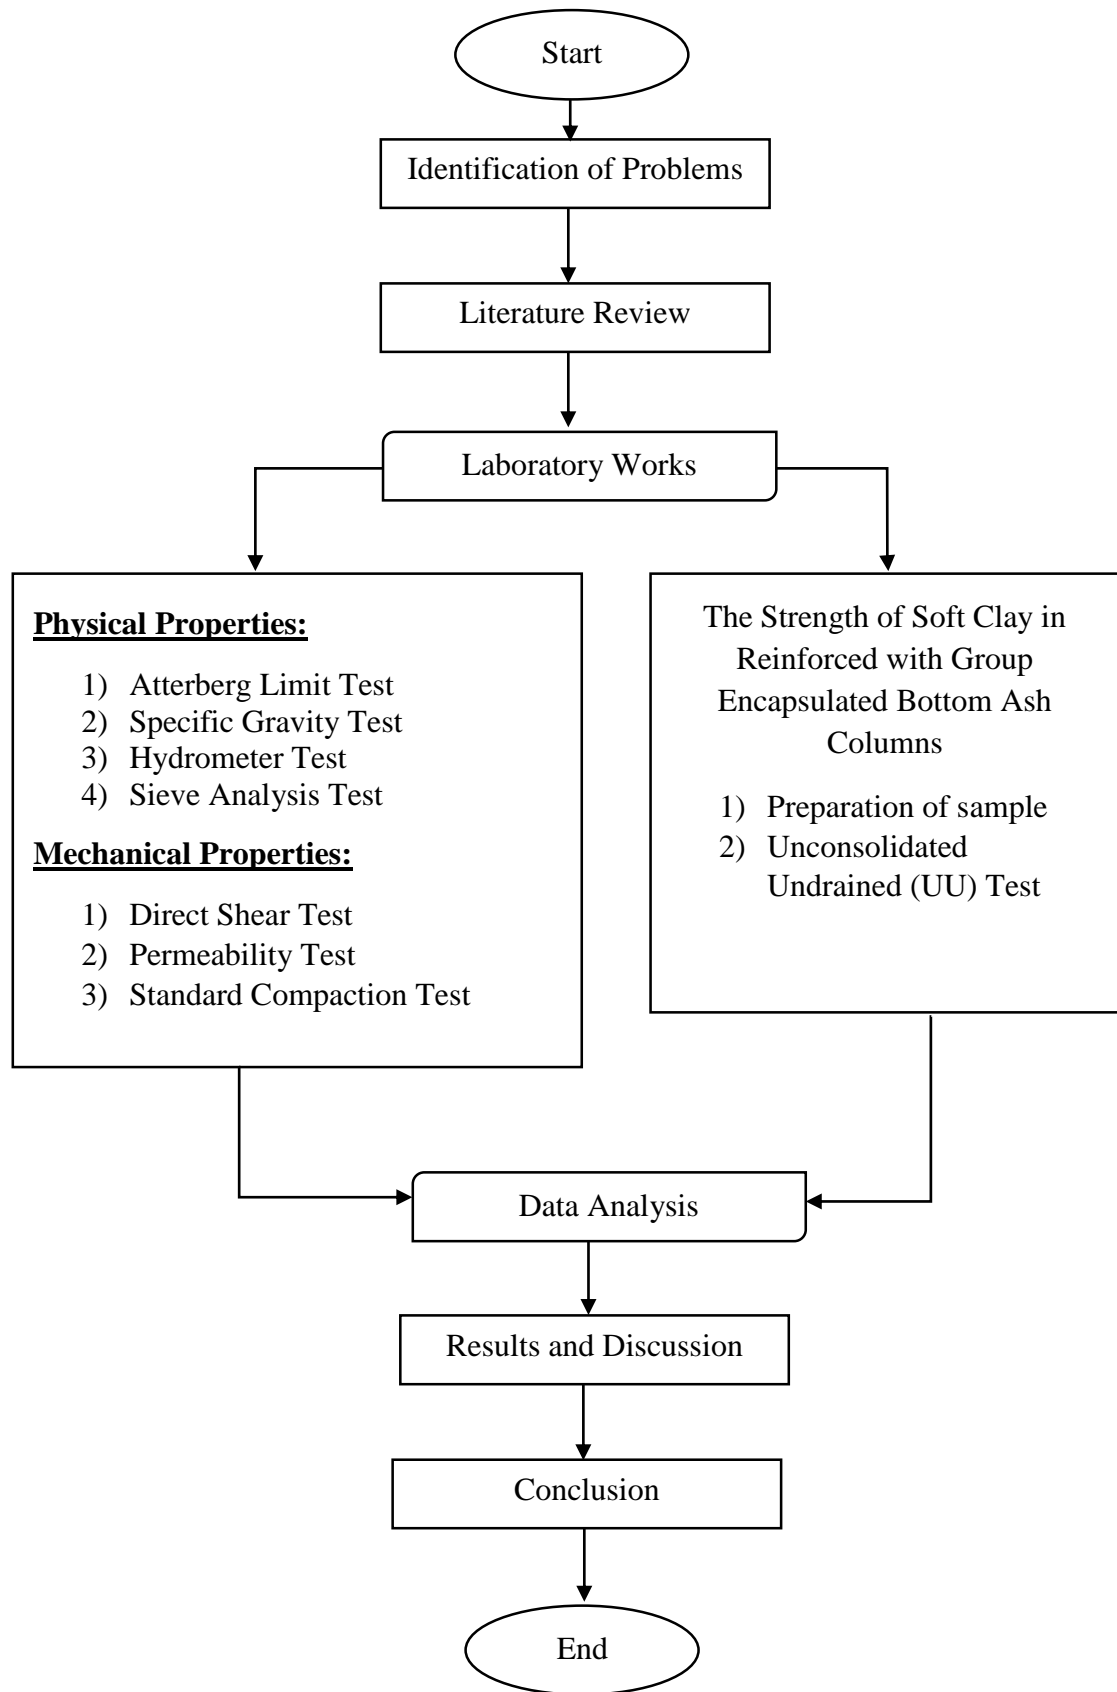 Start
Identification of Problems
Literature Review
Laboratory Works
Physical Properties:
1) Atterberg Limit Test
2) Specific Gravity Test
3) Hydrometer Test
4) Sieve Analysis Test
Mechanical Properties:
1) Direct Shear Test
2) Permeability Test
3) Standard Compaction Test
The Strength of Soft Clay in
Reinforced with Group
Encapsulated Bottom Ash
Columns
1) Preparation of sample
2) Unconsolidated
Undrained (UU) Test
Data Analysis
Results and Discussion
Conclusion
End